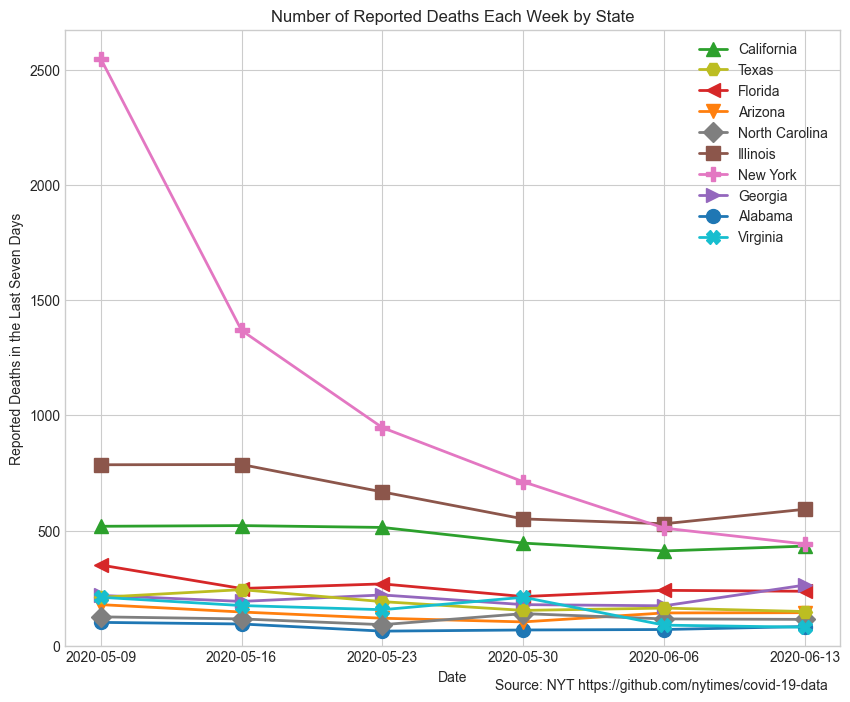 Number of Reported Deaths Each Week by State
Reported Deaths in the Last Seven Days
2500
2000
1500
1000
500
0
California
Texas
Florida
Arizona
North Carolina
Illinois
New York
Georgia
Alabama
Virginia
2020-05-09 2020-05-16 2020-05-23 2020-05-30 2020-06-06 2020-06-13
Date
Source: NYT https://github.com/nytimes/covid-19-data